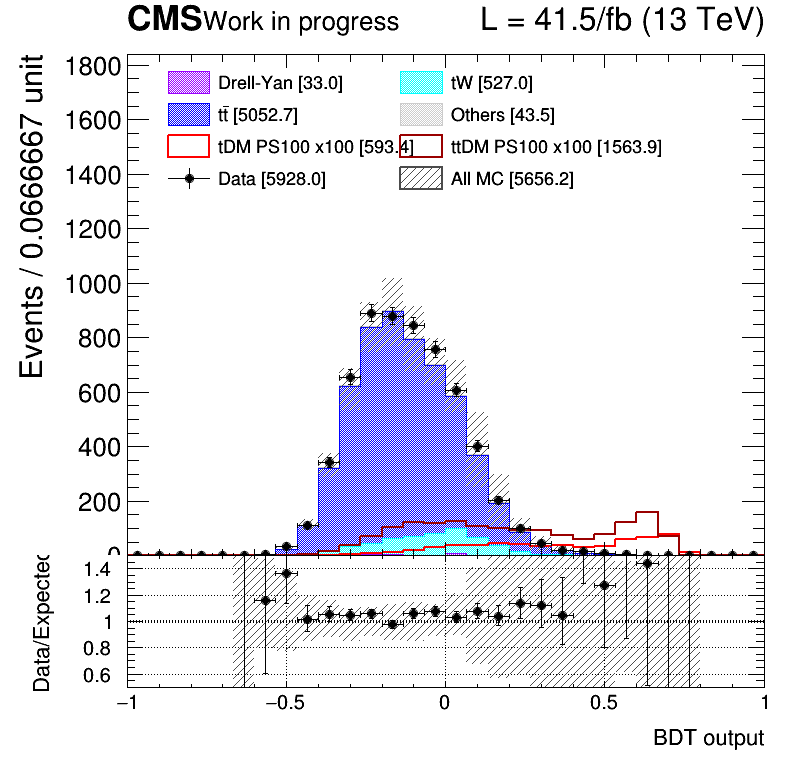 CMS Work in progress L = 41.5/fb (13 TeV)
Events / 0.0666667 unit
1800
1600
1400
1200
1000
800
600
400
200
0
Drell-Yan [33.0] tW [527.0]
tt̄ [5052.7] Others [43.5]
tDM PS100 x100 [593.4] ttDM PS100 x100 [1563.9]
Data [5928.0] All MC [5656.2]
Data/Expected
1.4
1.2
1
0.8
0.6
−1 −0.5 0 0.5 1
BDT output